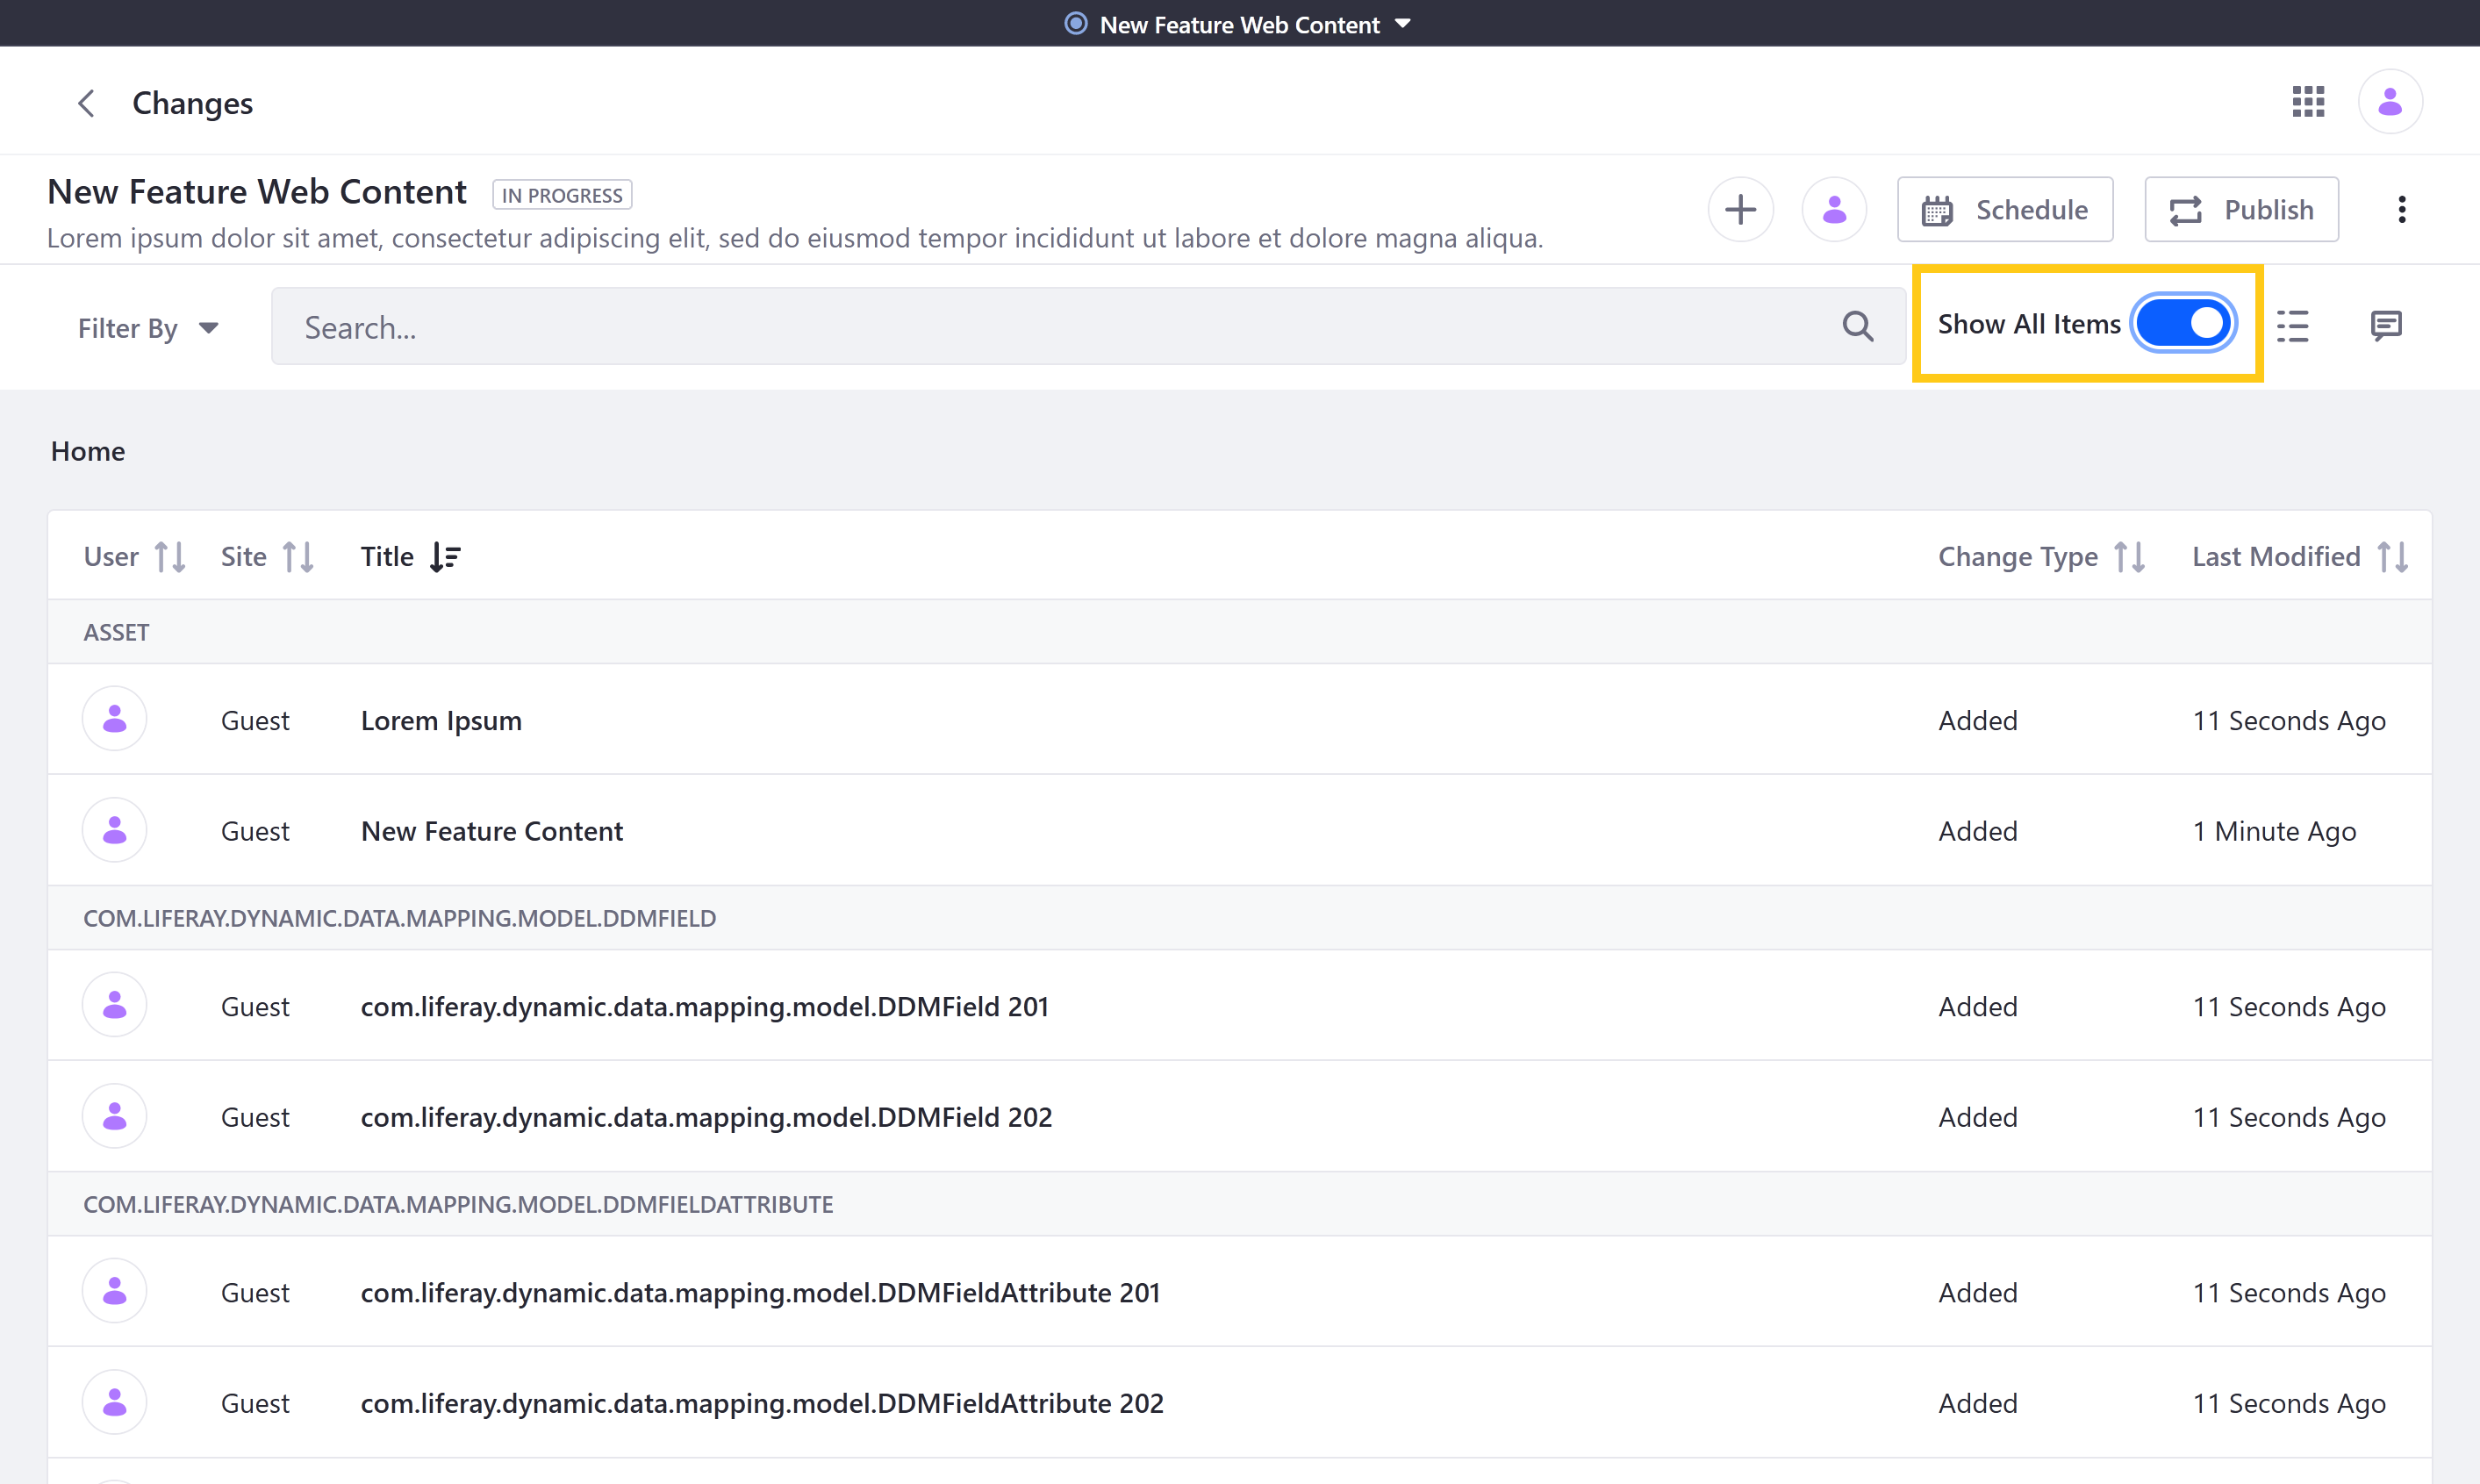 New Feature Web Content
Changes
New Feature Web Content IN PROGRESS
Lorem ipsum dolor sit amet, consectetur adipiscing elit, sed do eiusmod tempor incididunt ut labore et dolore magna aliqua.
Schedule
Publish
Filter By
Search...
Show All Items
Home
User Site Title Change Type Last Modified
ASSET
Guest Lorem Ipsum Added 11 Seconds Ago
Guest New Feature Content Added 1 Minute Ago
COM.LIFERAY.DYNAMIC.DATA.MAPPING.MODEL.DDMFIELD
Guest com.liferay.dynamic.data.mapping.model.DDMField 201 Added 11 Seconds Ago
Guest com.liferay.dynamic.data.mapping.model.DDMField 202 Added 11 Seconds Ago
COM.LIFERAY.DYNAMIC.DATA.MAPPING.MODEL.DDMFIELDATTRIBUTE
Guest com.liferay.dynamic.data.mapping.model.DDMFieldAttribute 201 Added 11 Seconds Ago
Guest com.liferay.dynamic.data.mapping.model.DDMFieldAttribute 202 Added 11 Seconds Ago